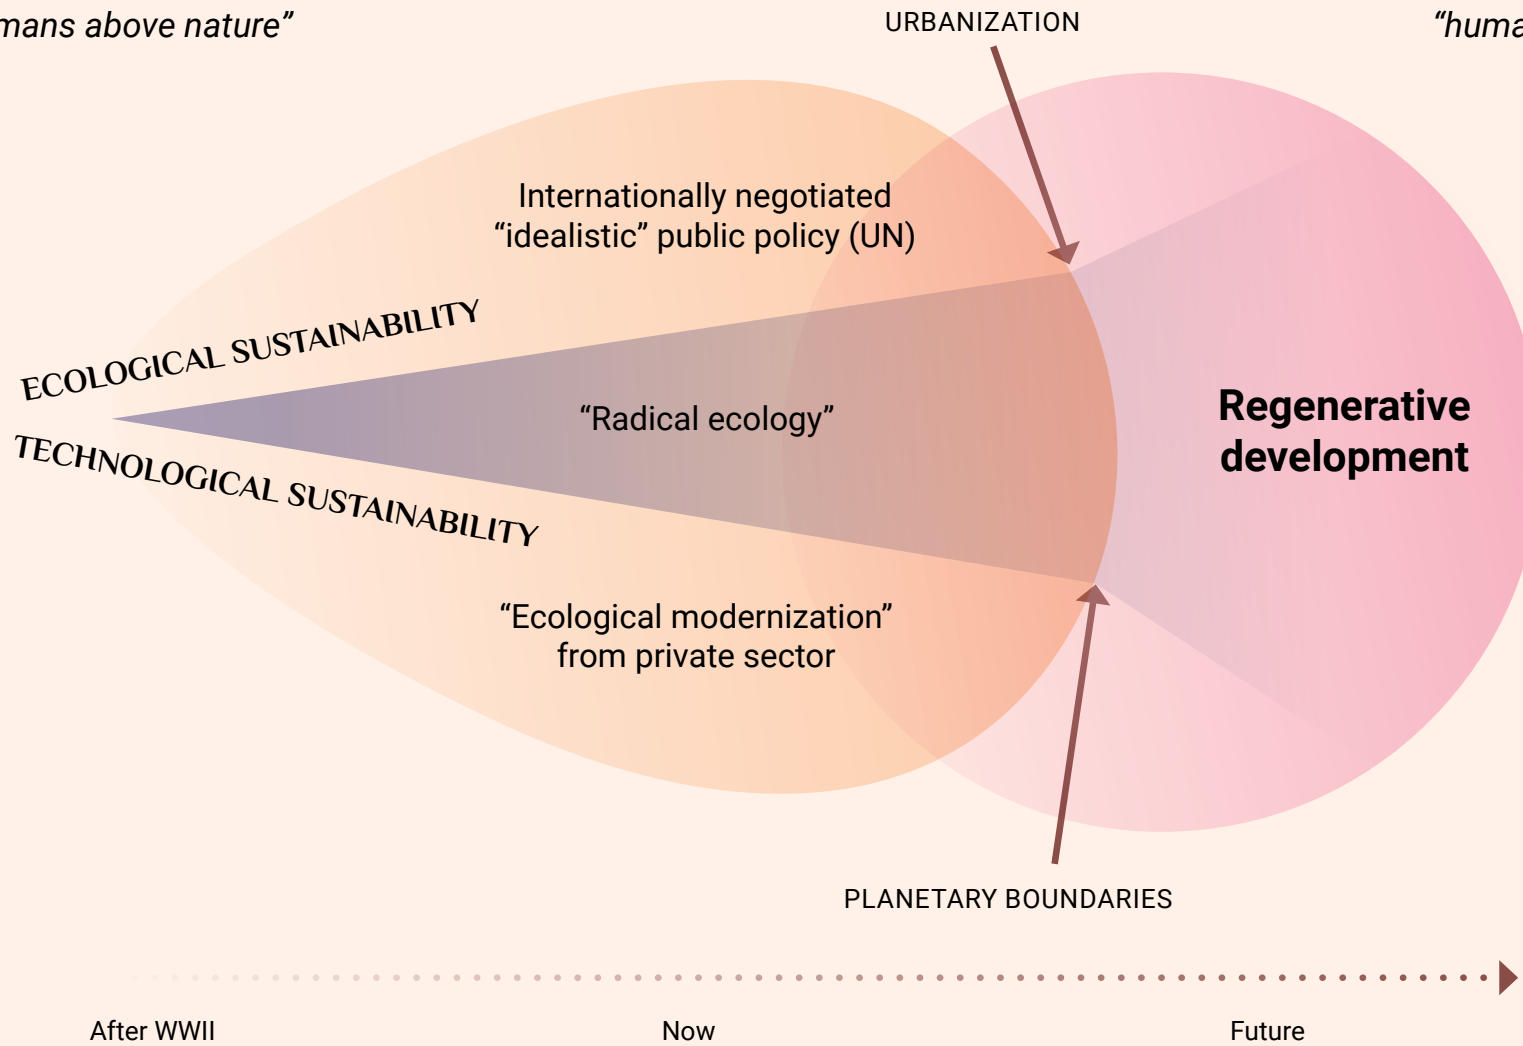 mans above nature”
URBANIZATION
“huma
Internationally negotiated
“idealistic” public policy (UN)
ECOLOGICAL SUSTAINABILITY
“Radical ecology”
Regenerative
development
TECHNOLOGICAL SUSTAINABILITY
“Ecological modernization”
from private sector
PLANETARY BOUNDARIES
After WWII
Now
Future